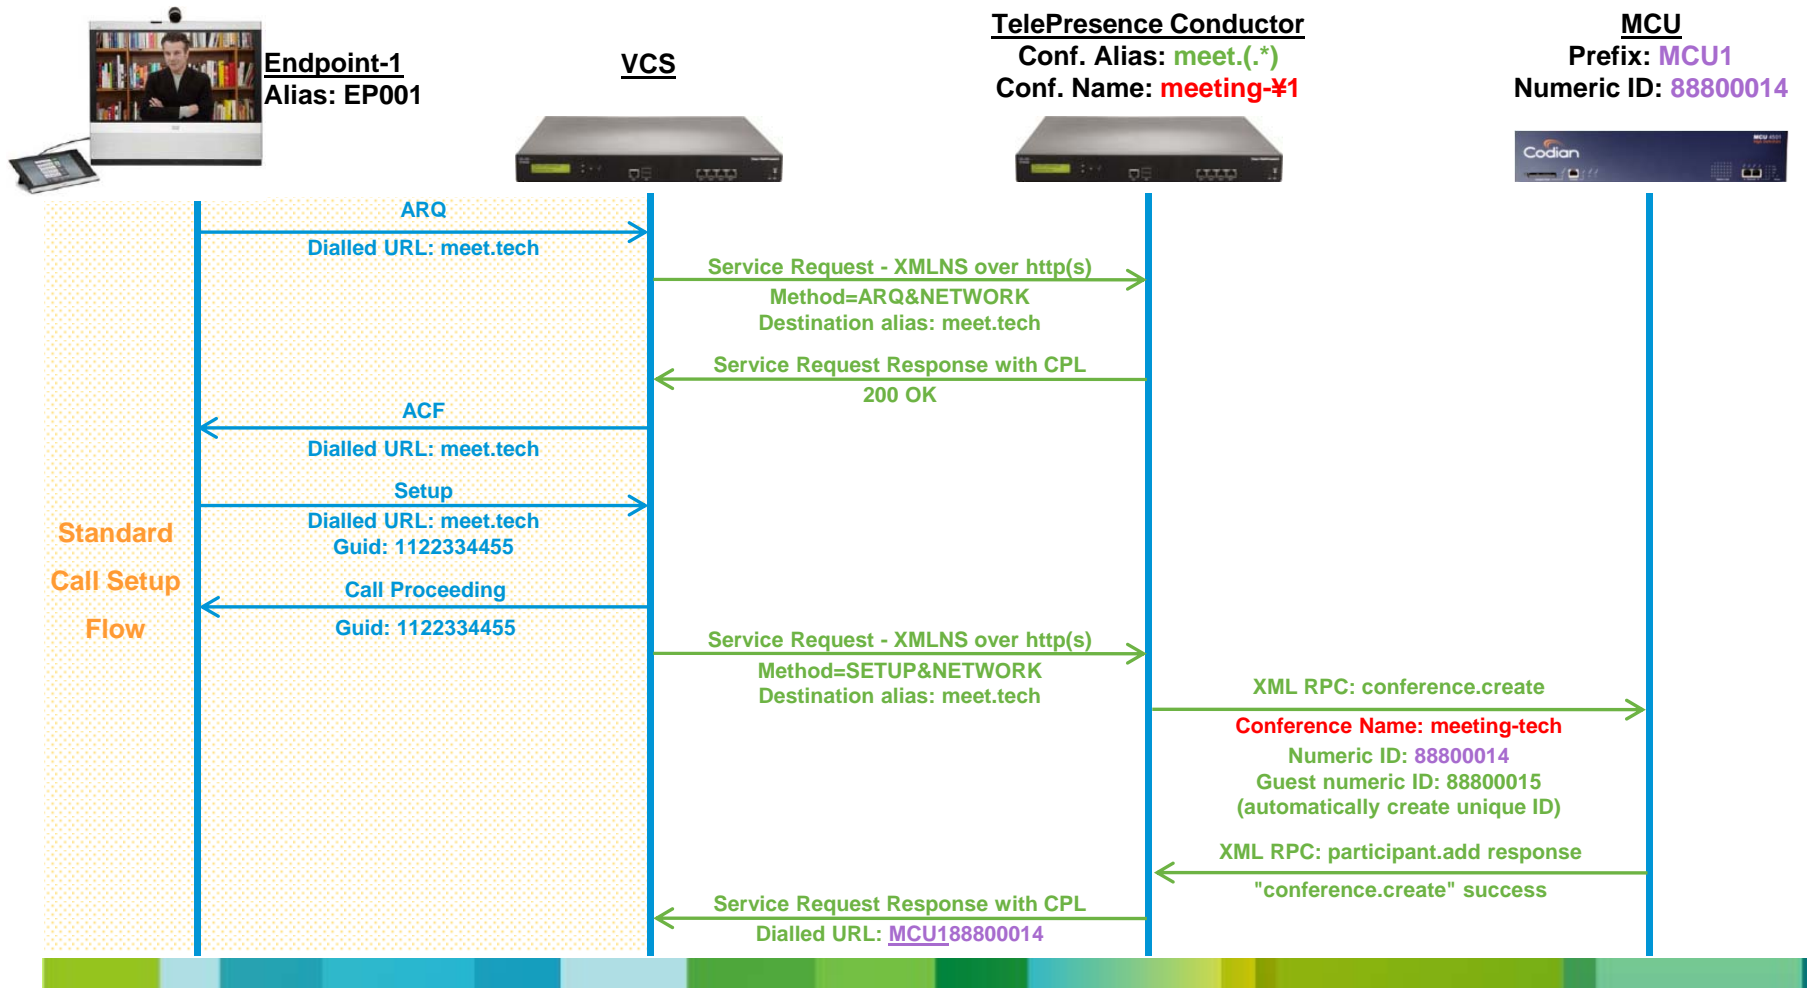 Endpoint-1
Alias: EP001
VCS
TelePresence Conductor
Conf. Alias: meet.(.*)
Conf. Name: meeting-¥1
MCU
Prefix: MCU1
Numeric ID: 88800014
Codian
ARQ
Dialled URL: meet.tech
Service Request - XMLNS over http(s)
Method=ARQ&NETWORK
Destination alias: meet.tech
Service Request Response with CPL
200 OK
ACF
Dialled URL: meet.tech
Setup
Dialled URL: meet.tech
Guid: 1122334455
Standard
Call Setup
Flow
Call Proceeding
Guid: 1122334455
Service Request - XMLNS over http(s)
Method=SETUP&NETWORK
Destination alias: meet.tech
XML RPC: conference.create
Conference Name: meeting-tech
Numeric ID: 88800014
Guest numeric ID: 88800015
(automatically create unique ID)
XML RPC: participant.add response
"conference.create" success
Service Request Response with CPL
Dialled URL: MCU188800014